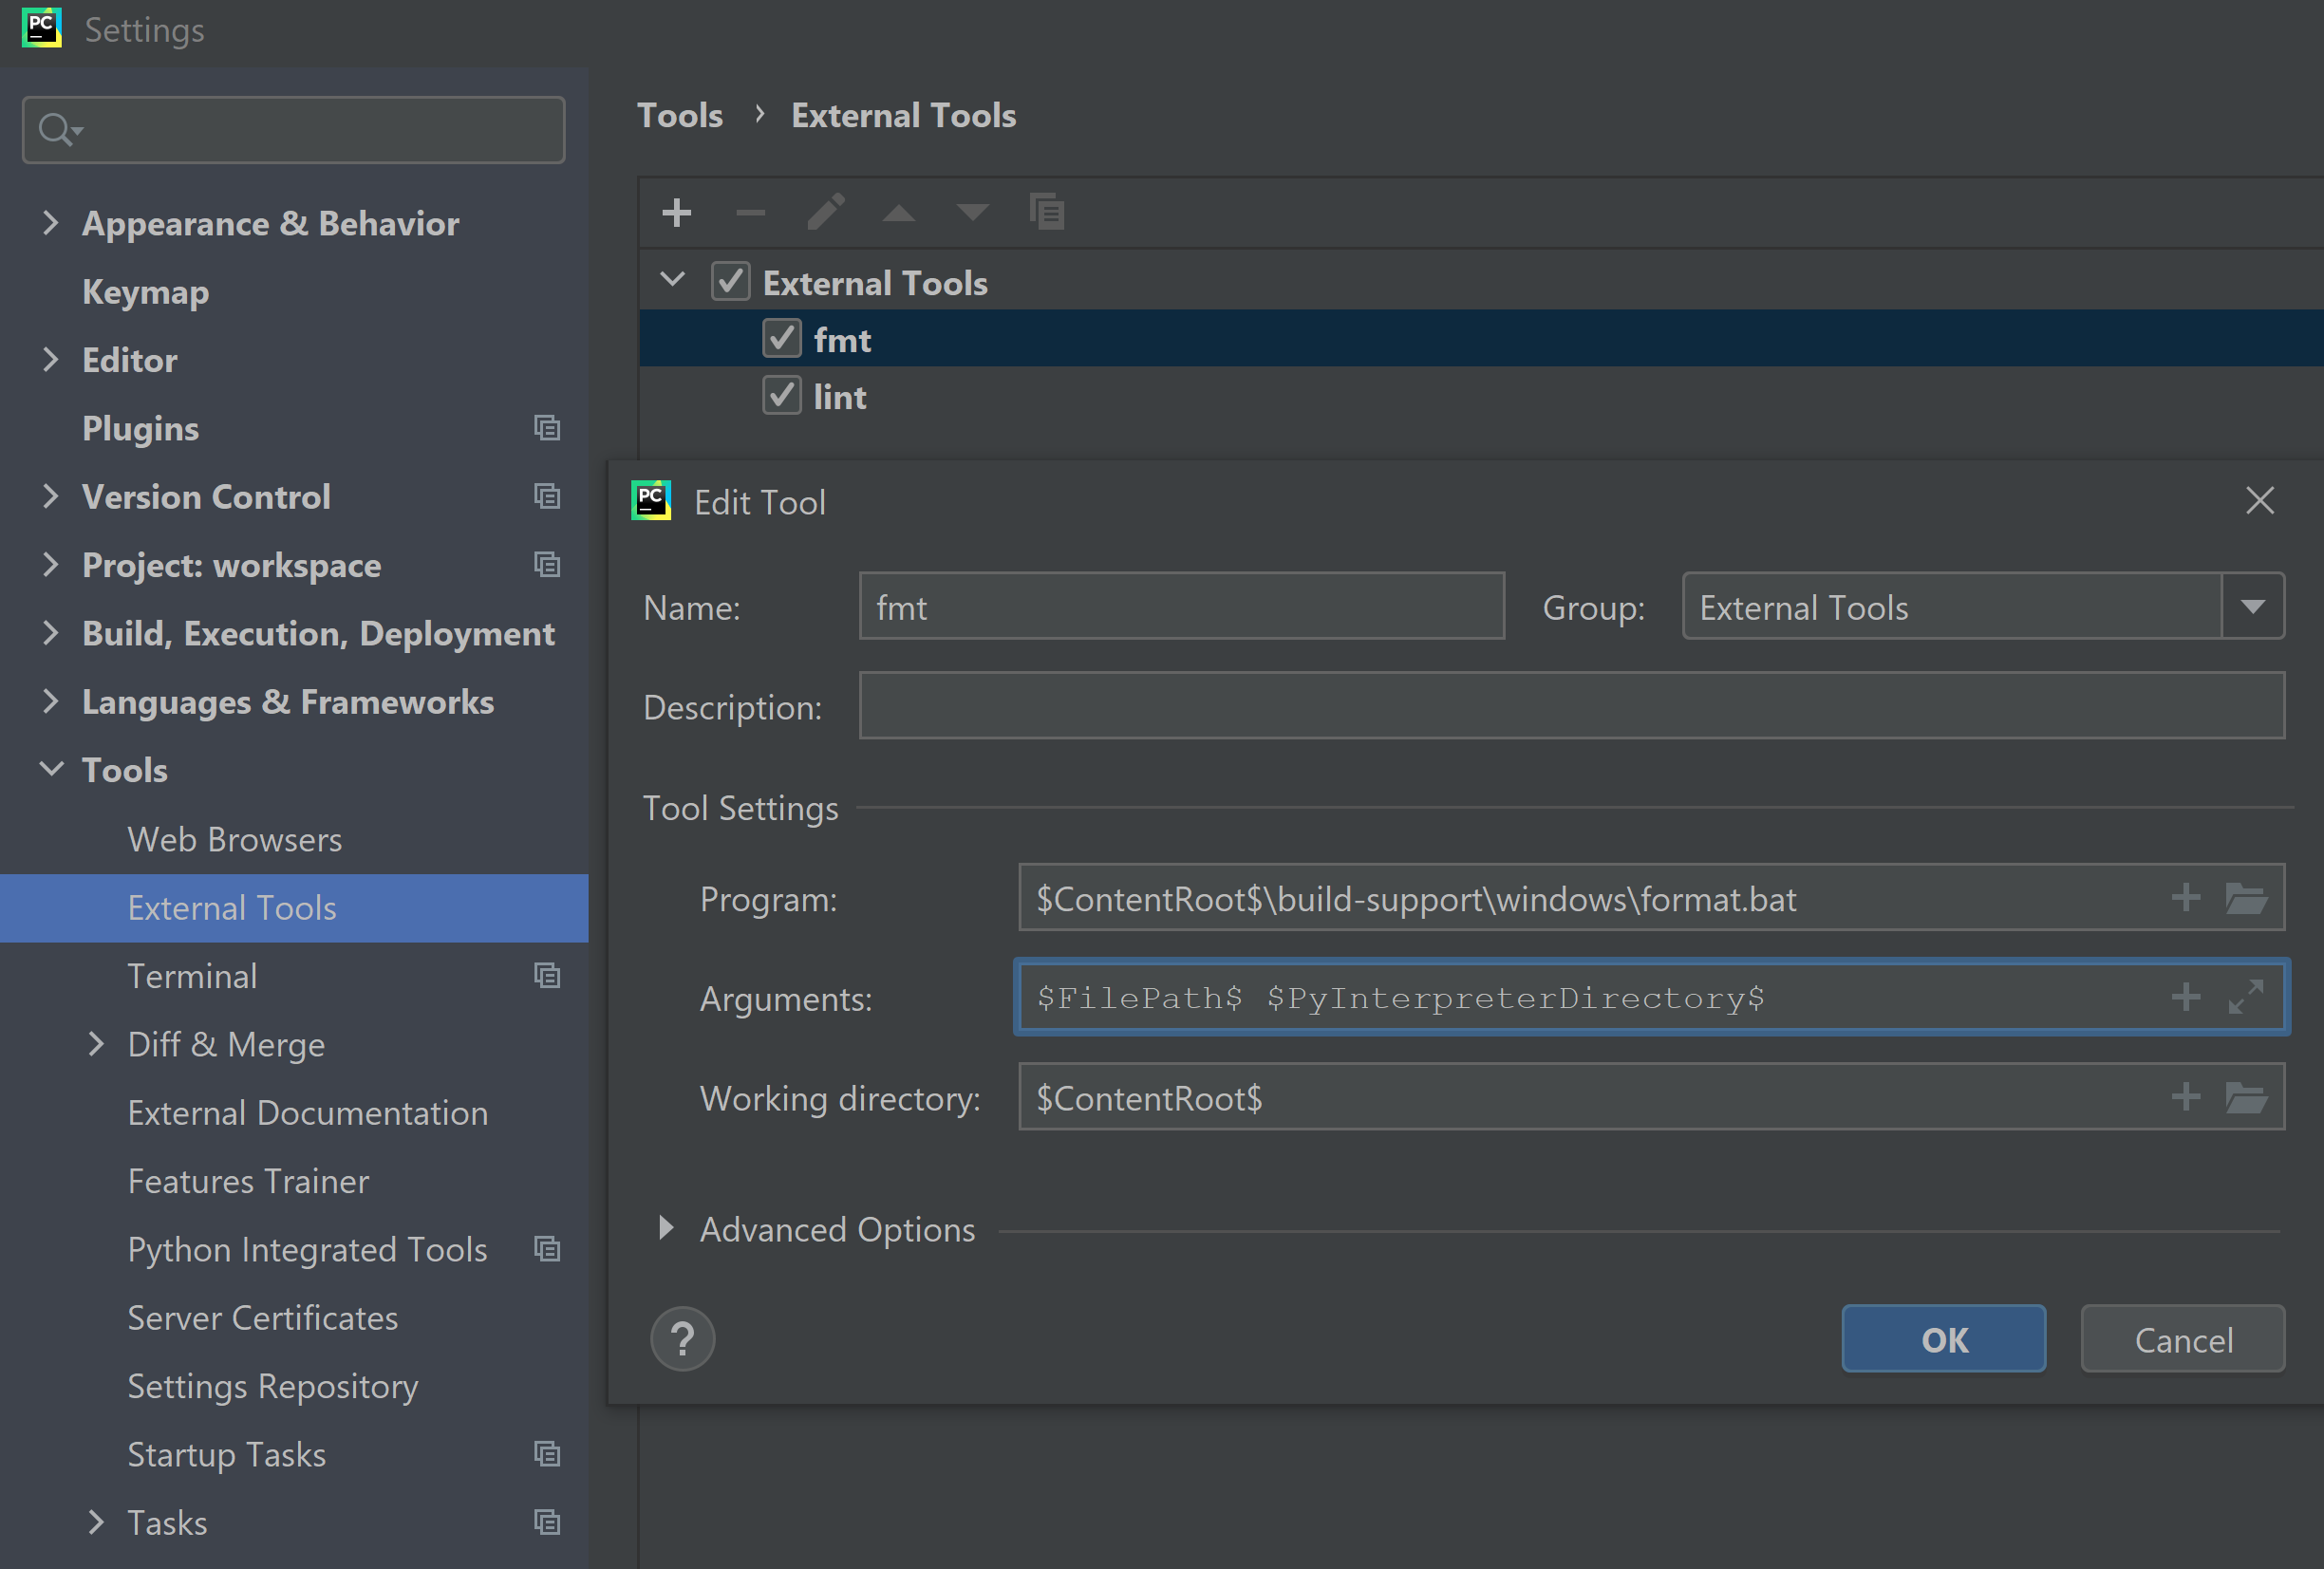 PC Settings
Appearance & Behavior
Keymap
Editor
Plugins
Version Control
Project: workspace
Build, Execution, Deployment
Languages & Frameworks
Tools
Web Browsers
External Tools
Terminal
Diff & Merge
External Documentation
Features Trainer
Python Integrated Tools
Server Certificates
Settings Repository
Startup Tasks
Tasks
Tools › External Tools
External Tools
fmt
lint
PC Edit Tool
Name: fmt Group: External Tools
Description:
Tool Settings
Program: $ContentRoot$\build-support\windows\format.bat
Arguments: $FilePath$ $PyInterpreterDirectory$
Working directory: $ContentRoot$
Advanced Options
? OK Cancel